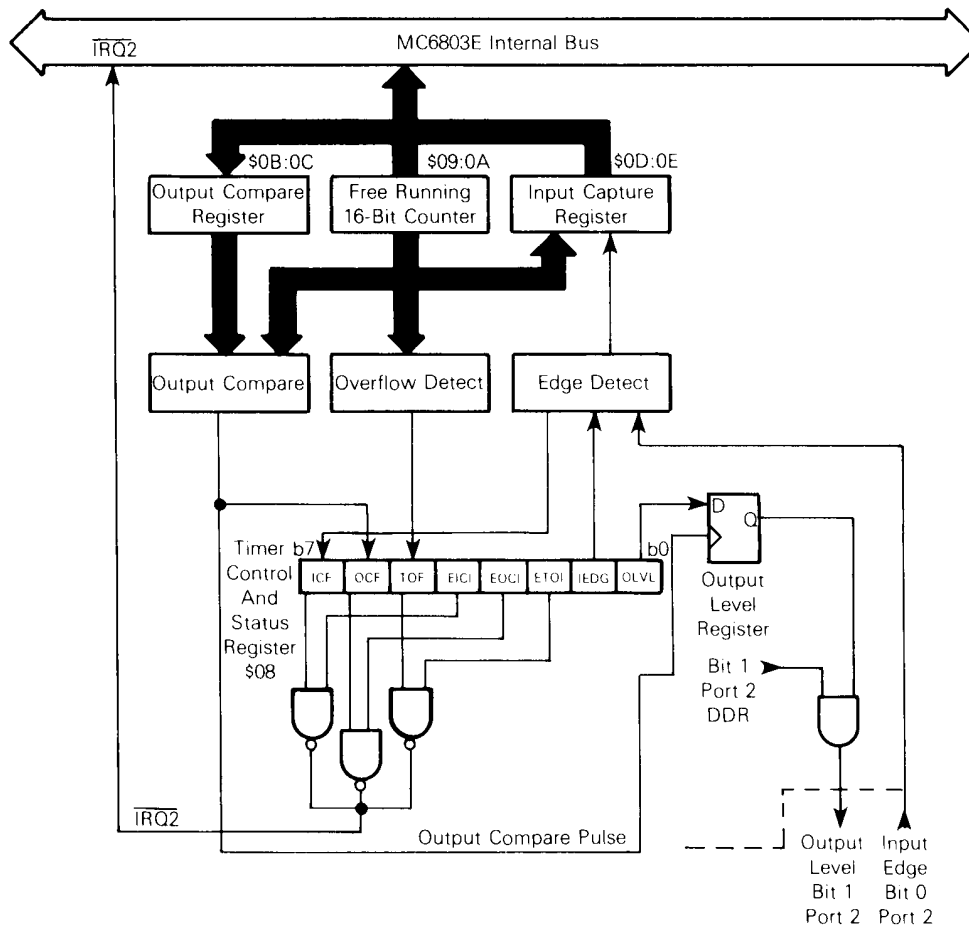 MC6803E Internal Bus
IRQ2
$0B:0C
$09:0A
$0D:0E
Output Compare
Register
Free Running
16-Bit Counter
Input Capture
Register
Output Compare
Overflow Detect
Edge Detect
D
Q
Output
Level
Register
Timer
Control
And
Status
Register
$08
b7
b0
ICF
OCF
TOF
EICI
EOCI
ETOI
IEDG
OLVL
Bit 1
Port 2
DDR
IRQ2
Output Compare Pulse
Output
Level
Bit 1
Port 2
Input
Edge
Bit 0
Port 2